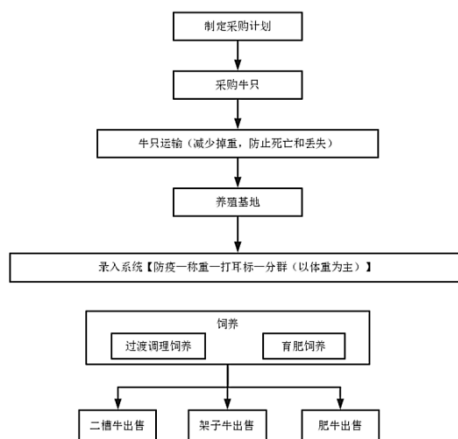 制定采购计划
采购牛只
牛只运输（减少掉重，防止死亡和丢失）
养殖基地
录入系统【防疫—称重—打耳标—分群（以体重为主）】
饲养
过渡调理饲养
育肥饲养
二槽牛出售
架子牛出售
肥牛出售